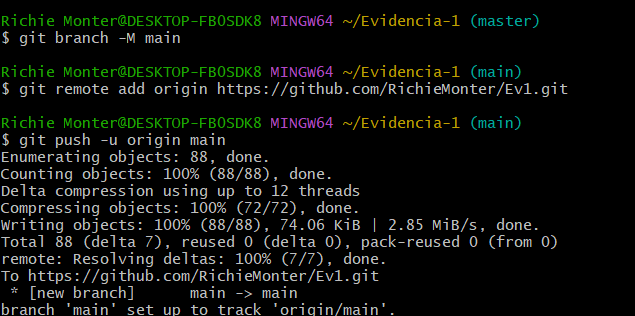 Richie Monter@DESKTOP-FB0SDK8 MINGW64 ~/Evidencia-1 (master)
$ git branch -M main
Richie Monter@DESKTOP-FB0SDK8 MINGW64 ~/Evidencia-1 (main)
$ git remote add origin https://github.com/RichieMonter/Ev1.git
Richie Monter@DESKTOP-FB0SDK8 MINGW64 ~/Evidencia-1 (main)
$ git push -u origin main
Enumerating objects: 88, done.
Counting objects: 100% (88/88), done.
Delta compression using up to 12 threads
Compressing objects: 100% (72/72), done.
Writing objects: 100% (88/88), 74.06 KiB | 2.85 MiB/s, done.
Total 88 (delta 7), reused 0 (delta 0), pack-reused 0 (from 0)
remote: Resolving deltas: 100% (7/7), done.
To https://github.com/RichieMonter/Ev1.git
 * [new branch]      main -> main
branch 'main' set up to track 'origin/main'.